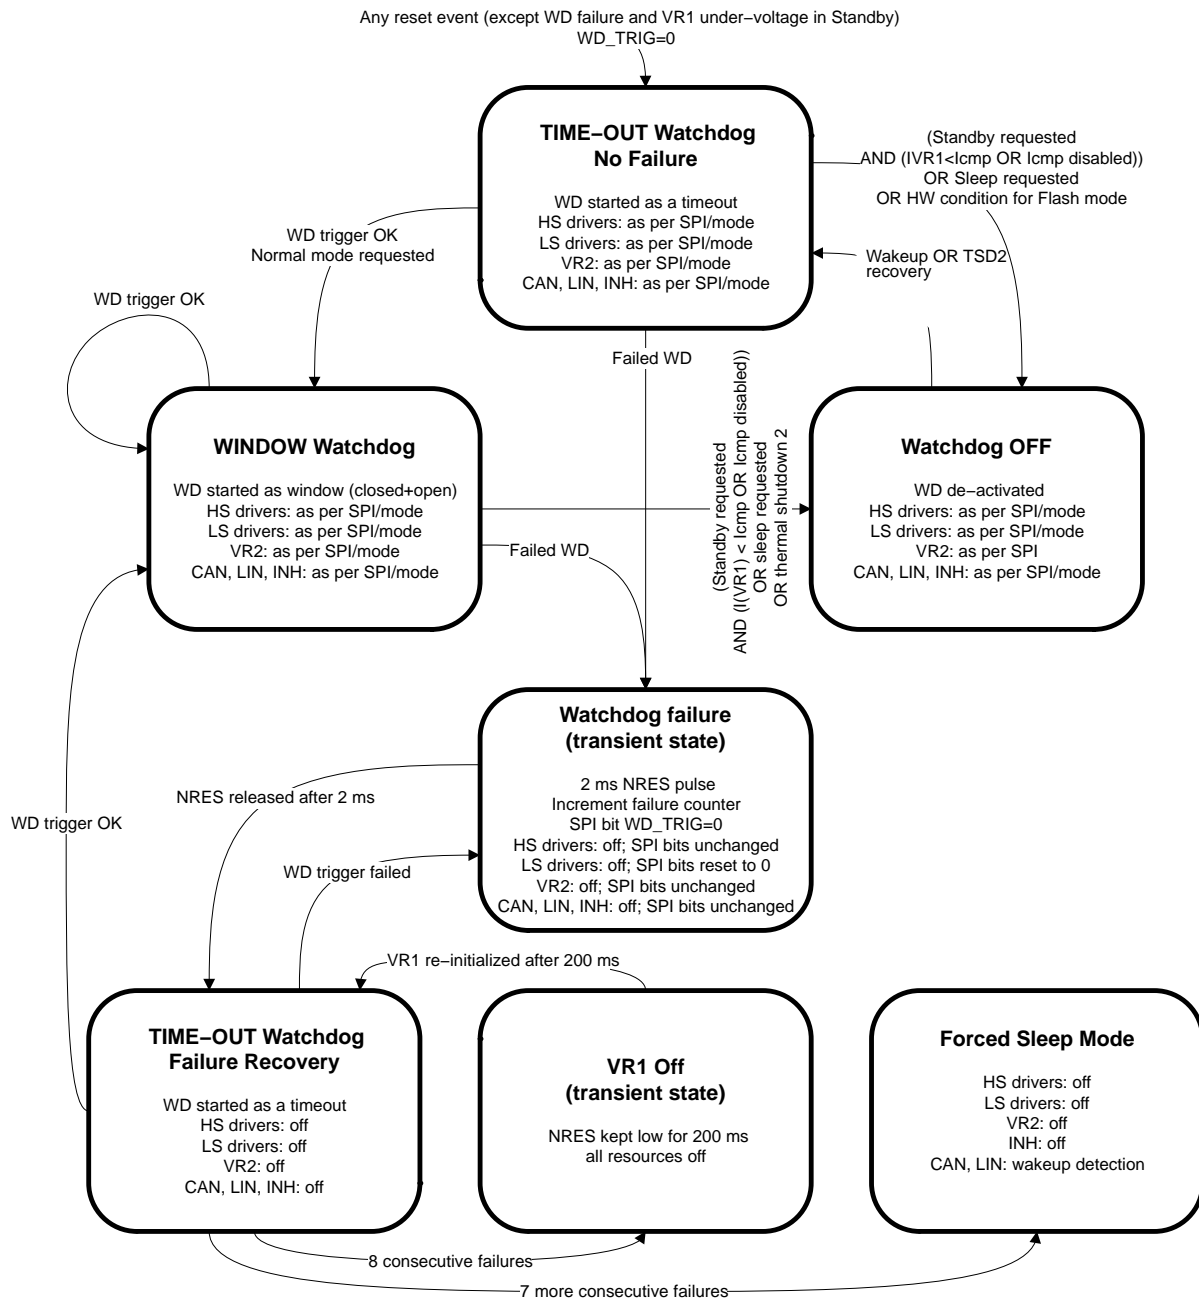 Any reset event (except WD failure and VR1 under−voltage in Standby)
WD_TRIG=0
TIME−OUT Watchdog
No Failure
WD started as a timeout
HS drivers: as per SPI/mode
LS drivers: as per SPI/mode
VR2: as per SPI/mode
CAN, LIN, INH: as per SPI/mode
(Standby requested
AND (IVR1<Icmp OR Icmp disabled))
OR Sleep requested
OR HW condition for Flash mode
WD trigger OK
Normal mode requested
Wakeup OR TSD2
recovery
WD trigger OK
Failed WD
WINDOW Watchdog
WD started as window (closed+open)
HS drivers: as per SPI/mode
LS drivers: as per SPI/mode
VR2: as per SPI/mode
CAN, LIN, INH: as per SPI/mode
(Standby requested
AND (I(VR1) < Icmp OR Icmp disabled))
OR sleep requested
OR thermal shutdown 2
Watchdog OFF
WD de−activated
HS drivers: as per SPI/mode
LS drivers: as per SPI/mode
VR2: as per SPI
CAN, LIN, INH: as per SPI/mode
Failed WD
Watchdog failure
(transient state)
2 ms NRES pulse
Increment failure counter
SPI bit WD_TRIG=0
HS drivers: off; SPI bits unchanged
LS drivers: off; SPI bits reset to 0
VR2: off; SPI bits unchanged
CAN, LIN, INH: off; SPI bits unchanged
NRES released after 2 ms
WD trigger OK
WD trigger failed
VR1 re−initialized after 200 ms
TIME−OUT Watchdog
Failure Recovery
WD started as a timeout
HS drivers: off
LS drivers: off
VR2: off
CAN, LIN, INH: off
VR1 Off
(transient state)
NRES kept low for 200 ms
all resources off
Forced Sleep Mode
HS drivers: off
LS drivers: off
VR2: off
INH: off
CAN, LIN: wakeup detection
8 consecutive failures
7 more consecutive failures